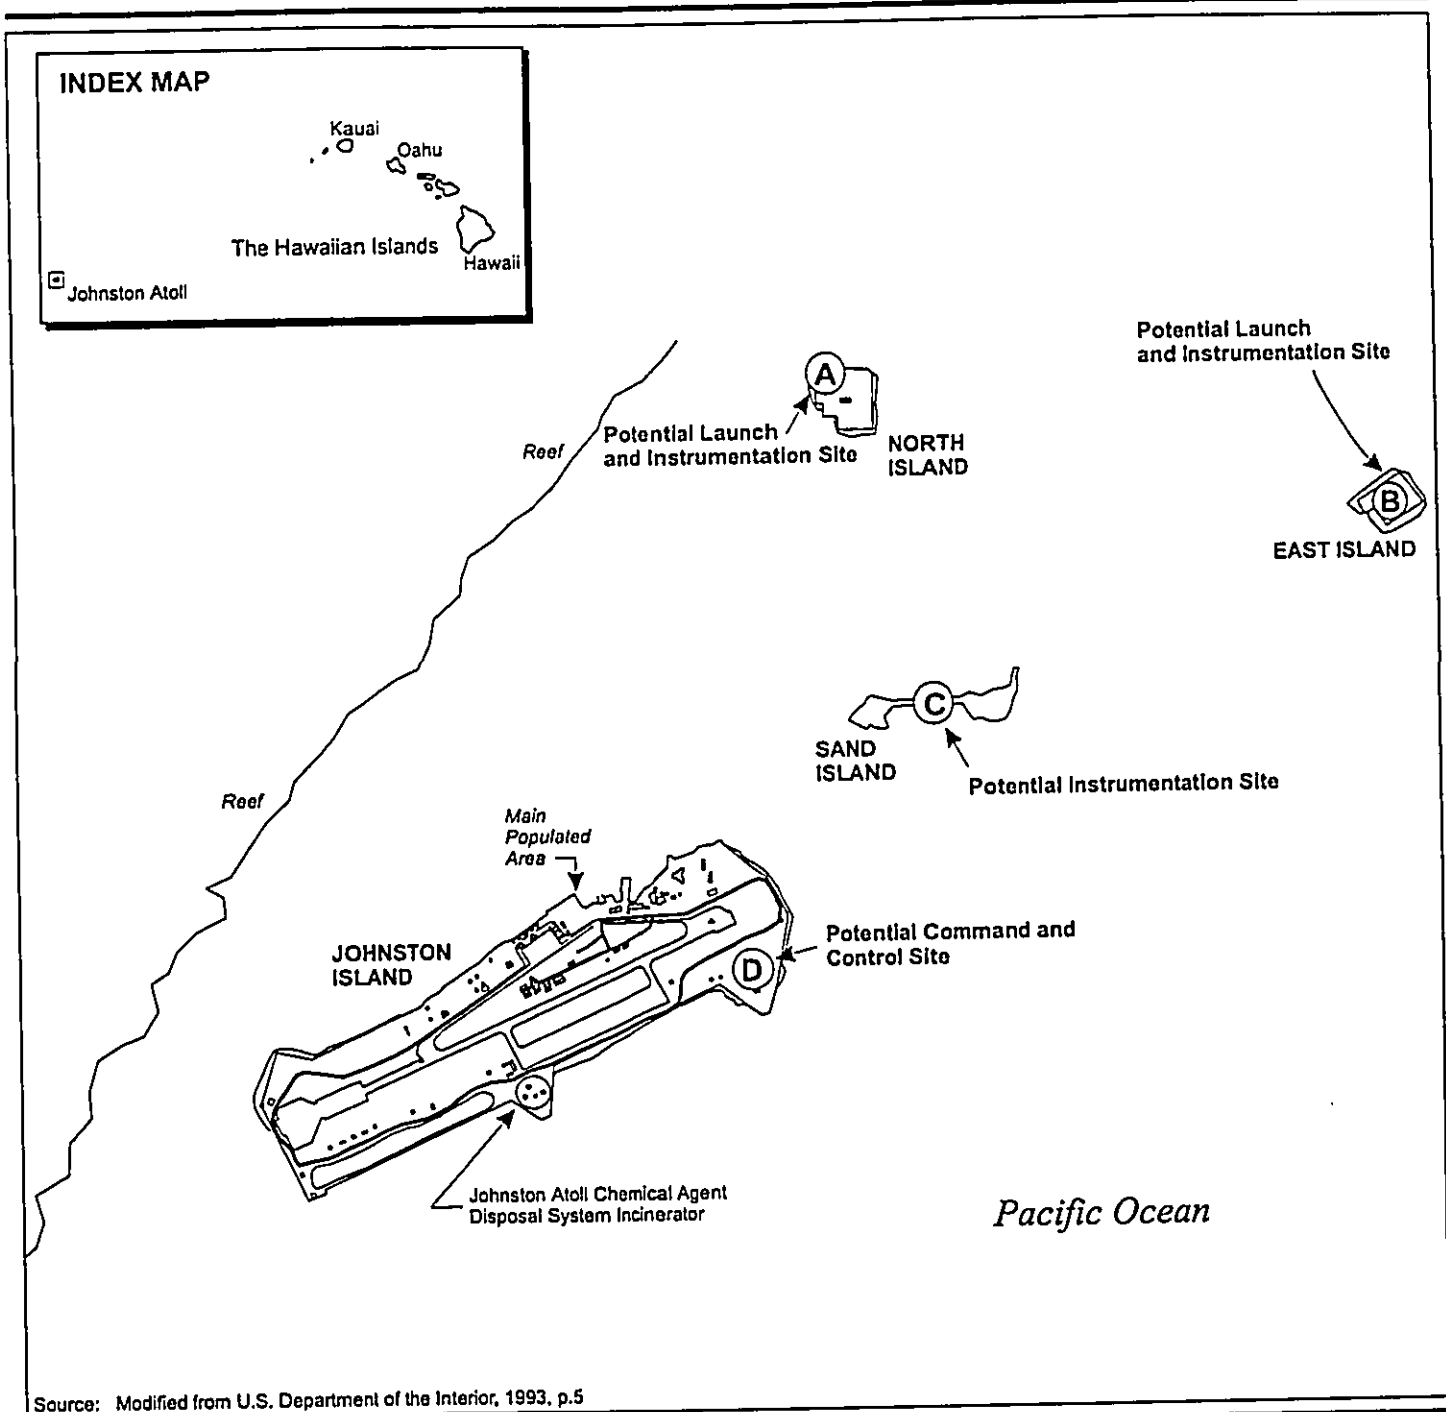 INDEX MAP
Kauai
Oahu
The Hawaiian Islands
Hawaii
Johnston Atoll
Potential Launch
and Instrumentation Site
A
Reef
Potential Launch
and Instrumentation Site
NORTH
ISLAND
B
EAST ISLAND
C
SAND
ISLAND
Potential Instrumentation Site
Reef
Main
Populated
Area
JOHNSTON
ISLAND
Potential Command and
Control Site
D
Johnston Atoll Chemical Agent
Disposal System Incinerator
Pacific Ocean
Source: Modified from U.S. Department of the Interior, 1993, p.5